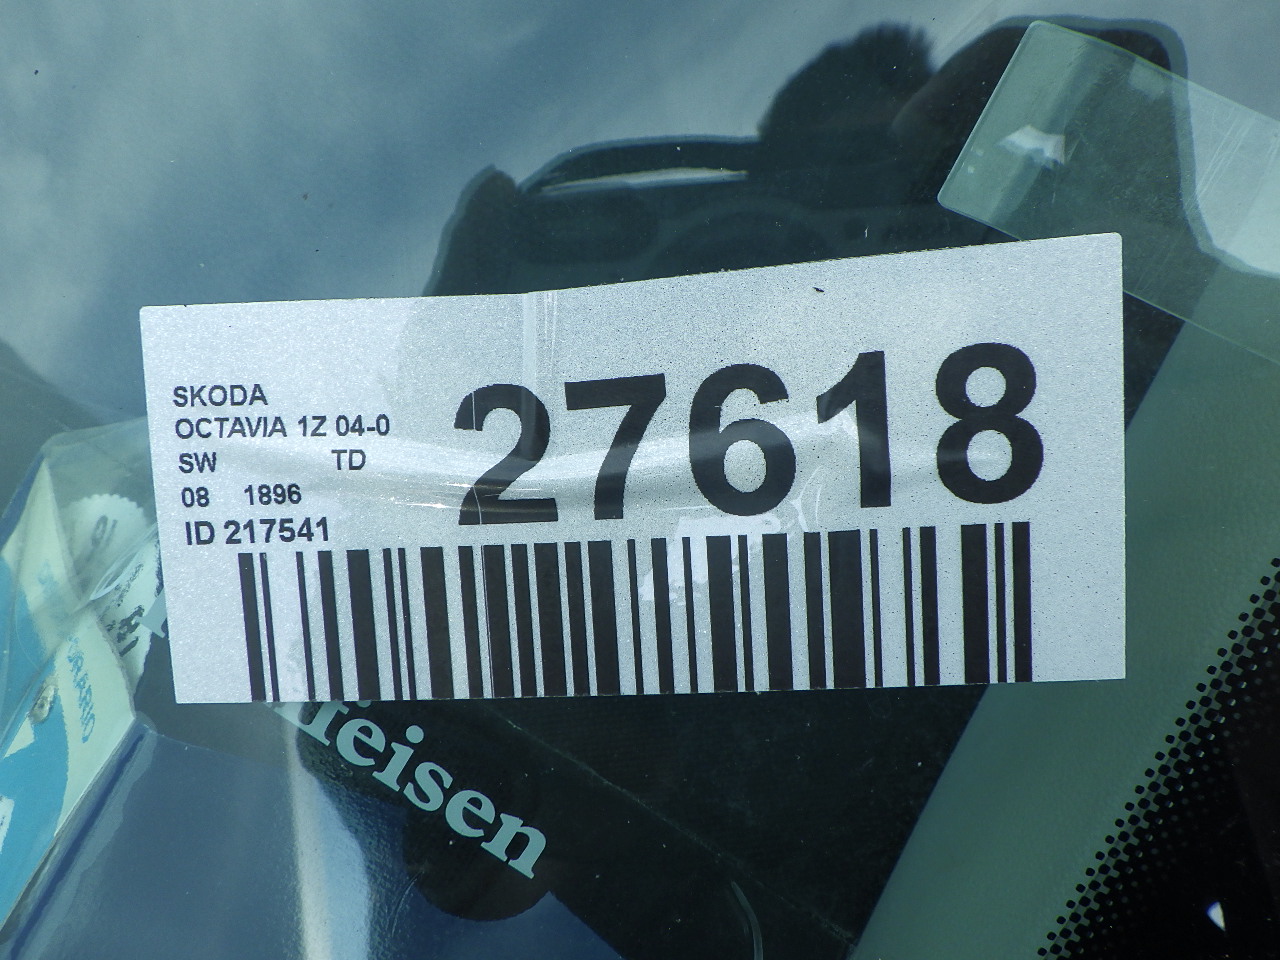 SKODA
OCTAVIA 1Z 04-0
SW TD
08 1896
ID 217541
27618
eisen